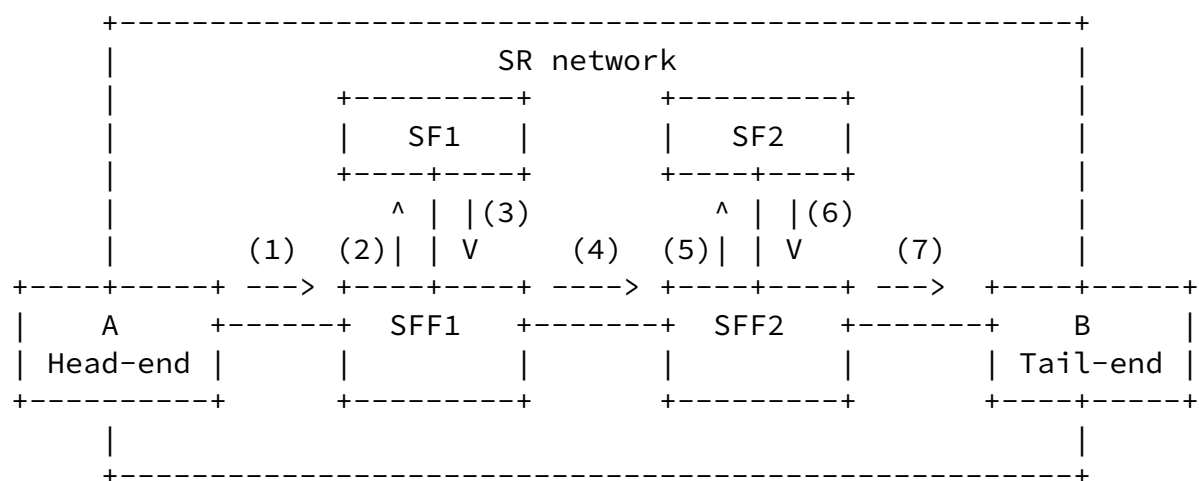 SR network
SF1 SF2
^ | |(3) ^ | |(6)
(1) (2)| | V (4) (5)| | V (7)
---> ----> --->
A SFF1 SFF2 B
Head-end Tail-end